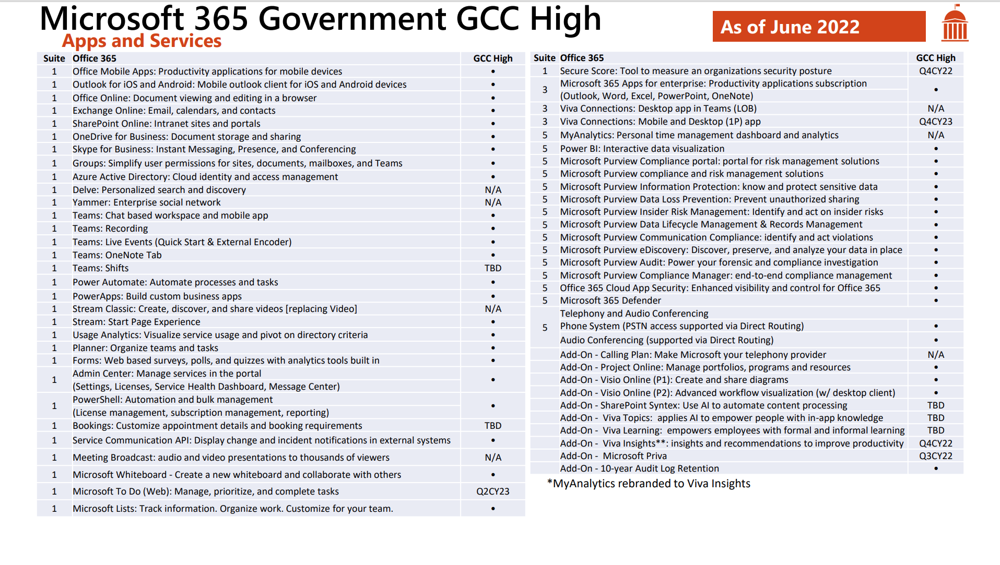 Microsoft 365 Government GCC High
Apps and Services
As of June 2022
Suite Office 365 GCC High
1 Office Mobile Apps: Productivity applications for mobile devices •
1 Outlook for iOS and Android: Mobile outlook client for iOS and Android devices •
1 Office Online: Document viewing and editing in a browser •
1 Exchange Online: Email, calendars, and contacts •
1 SharePoint Online: Intranet sites and portals •
1 OneDrive for Business: Document storage and sharing •
1 Skype for Business: Instant Messaging, Presence, and Conferencing •
1 Groups: Simplify user permissions for sites, documents, mailboxes, and Teams •
1 Azure Active Directory: Cloud identity and access management •
1 Delve: Personalized search and discovery N/A
1 Yammer: Enterprise social network N/A
1 Teams: Chat based workspace and mobile app •
1 Teams: Recording •
1 Teams: Live Events (Quick Start & External Encoder) •
1 Teams: OneNote Tab •
1 Teams: Shifts TBD
1 Power Automate: Automate processes and tasks •
1 PowerApps: Build custom business apps •
1 Stream Classic: Create, discover, and share videos [replacing Video] N/A
1 Stream: Start Page Experience •
1 Usage Analytics: Visualize service usage and pivot on directory criteria •
1 Planner: Organize teams and tasks •
1 Forms: Web based surveys, polls, and quizzes with analytics tools built in •
1 Admin Center: Manage services in the portal •
(Settings, Licenses, Service Health Dashboard, Message Center)
1 PowerShell: Automation and bulk management •
(License management, subscription management, reporting)
1 Bookings: Customize appointment details and booking requirements TBD
1 Service Communication API: Display change and incident notifications in external systems •
1 Meeting Broadcast: audio and video presentations to thousands of viewers N/A
1 Microsoft Whiteboard - Create a new whiteboard and collaborate with others •
1 Microsoft To Do (Web): Manage, prioritize, and complete tasks Q2CY23
1 Microsoft Lists: Track information. Organize work. Customize for your team. •
Suite Office 365 GCC High
1 Secure Score: Tool to measure an organizations security posture Q4CY22
3 Microsoft 365 Apps for enterprise: Productivity applications subscription •
(Outlook, Word, Excel, PowerPoint, OneNote)
3 Viva Connections: Desktop app in Teams (LOB) N/A
3 Viva Connections: Mobile and Desktop (1P) app Q4CY23
5 MyAnalytics: Personal time management dashboard and analytics N/A
5 Power BI: Interactive data visualization •
5 Microsoft Purview Compliance portal: portal for risk management solutions •
5 Microsoft Purview compliance and risk management solutions •
5 Microsoft Purview Information Protection: know and protect sensitive data •
5 Microsoft Purview Data Loss Prevention: Prevent unauthorized sharing •
5 Microsoft Purview Insider Risk Management: Identify and act on insider risks •
5 Microsoft Purview Data Lifecycle Management & Records Management •
5 Microsoft Purview Communication Compliance: identify and act violations •
5 Microsoft Purview eDiscovery: Discover, preserve, and analyze your data in place •
5 Microsoft Purview Audit: Power your forensic and compliance investigation •
5 Microsoft Purview Compliance Manager: end-to-end compliance management •
5 Office 365 Cloud App Security: Enhanced visibility and control for Office 365 •
5 Microsoft 365 Defender •
Telephony and Audio Conferencing
5 Phone System (PSTN access supported via Direct Routing) •
Audio Conferencing (supported via Direct Routing) •
Add-On - Calling Plan: Make Microsoft your telephony provider N/A
Add-On - Project Online: Manage portfolios, programs and resources •
Add-On - Visio Online (P1): Create and share diagrams •
Add-On - Visio Online (P2): Advanced workflow visualization (w/ desktop client) •
Add-On - SharePoint Syntex: Use AI to automate content processing TBD
Add-On - Viva Topics: applies AI to empower people with in-app knowledge TBD
Add-On - Viva Learning: empowers employees with formal and informal learning TBD
Add-On - Viva Insights**: insights and recommendations to improve productivity Q4CY22
Add-On - Microsoft Priva Q3CY22
Add-On - 10-year Audit Log Retention •
*MyAnalytics rebranded to Viva Insights